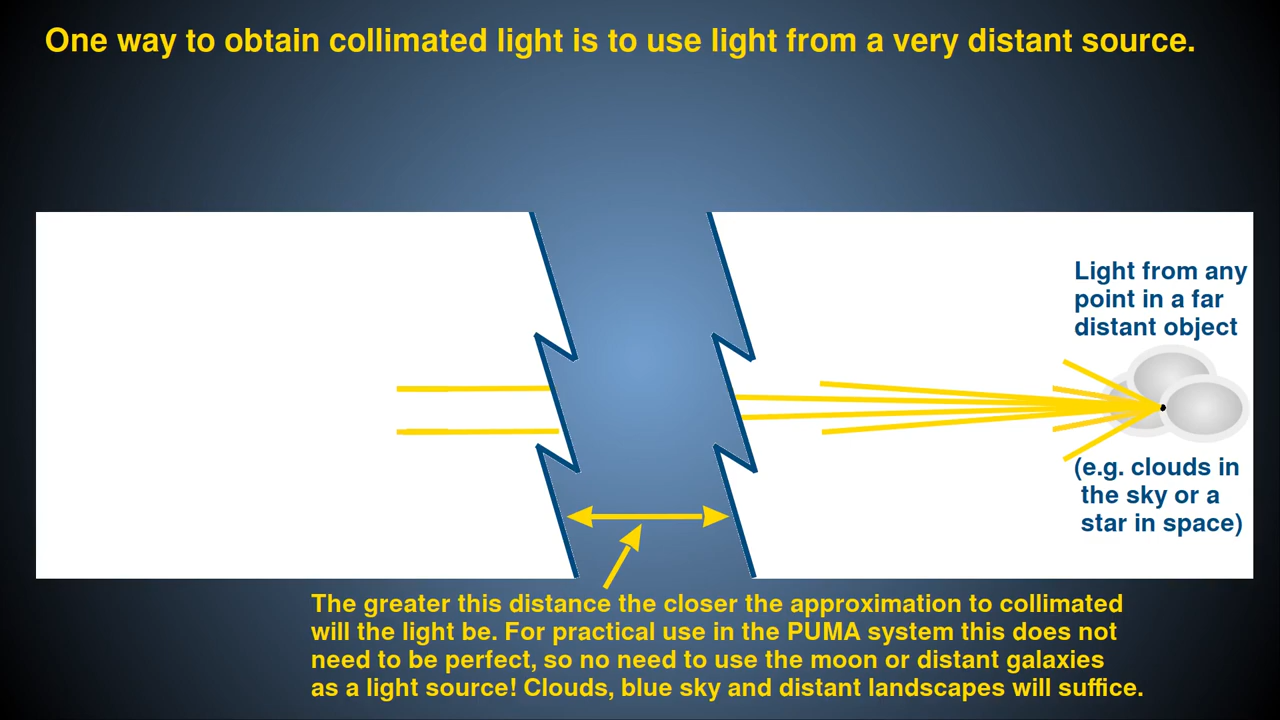 One way to obtain collimated light is to use light from a very distant source.
Light from any
point in a far
distant object
(e.g. clouds in
the sky or a
star in space)
The greater this distance the closer the approximation to collimated
will the light be. For practical use in the PUMA system this does not
need to be perfect, so no need to use the moon or distant galaxies
as a light source! Clouds, blue sky and distant landscapes will suffice.